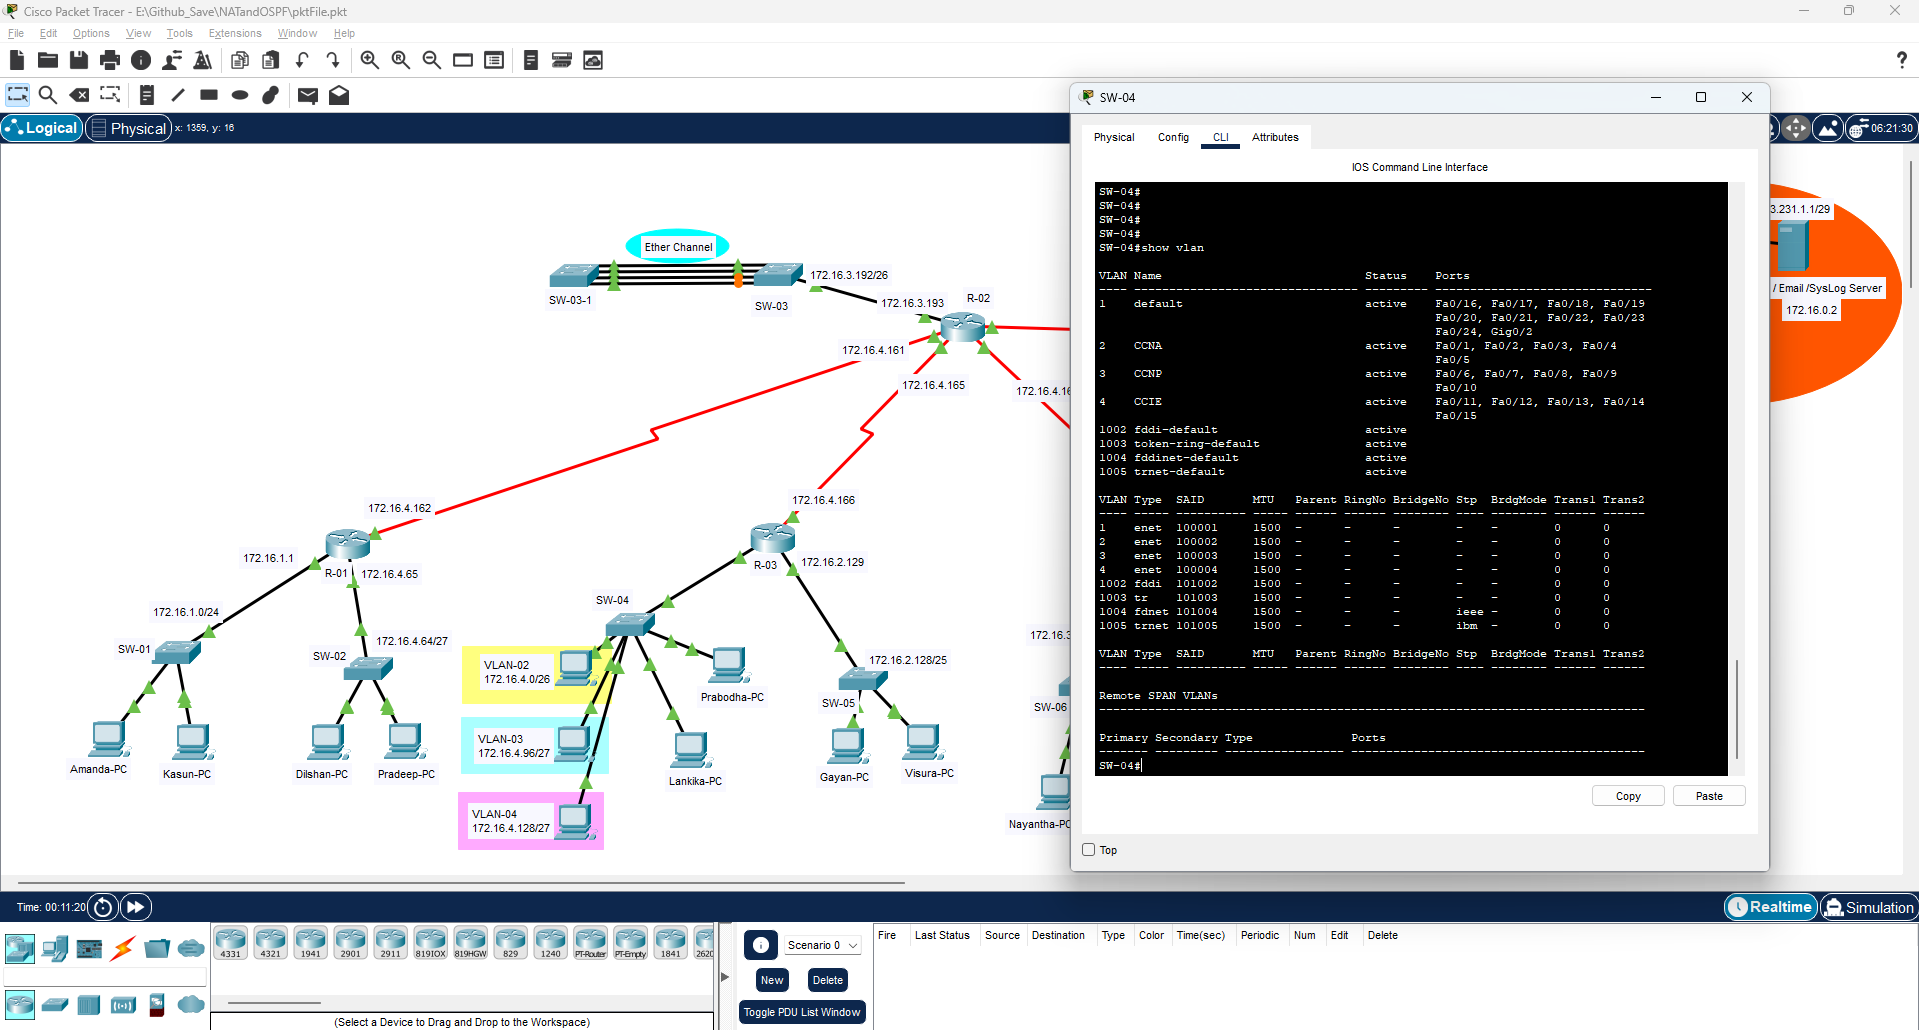 Cisco Packet Tracer - E:\Github_Save\NATandOSPF\pktFile.pkt
File Edit Options View Tools Extensions Window Help
Logical Physical x: 1359, y: 16
06:21:30
Ether Channel
SW-03-1
SW-03
172.16.3.192/26
172.16.3.193
R-02
172.16.4.161
172.16.4.165
172.16.4.16
172.16.4.162
172.16.4.166
172.16.1.1
R-01
172.16.4.65
R-03
172.16.2.129
172.16.1.0/24
SW-04
SW-01
172.16.4.64/27
SW-02
172.16.3
VLAN-02
172.16.4.0/26
172.16.2.128/25
Prabodha-PC
SW-05
SW-06
VLAN-03
172.16.4.96/27
Amanda-PC
Kasun-PC
Dilshan-PC
Pradeep-PC
Lankika-PC
Gayan-PC
Visura-PC
VLAN-04
172.16.4.128/27
Nayantha-PC
3.231.1.1/29
/ Email /SysLog Server
172.16.0.2
SW-04
Physical Config CLI Attributes
IOS Command Line Interface
SW-04#
SW-04#
SW-04#
SW-04#
SW-04#show vlan
VLAN Name Status Ports
---- -------------------------------- --------- -------------------------------
1 default active Fa0/16, Fa0/17, Fa0/18, Fa0/19
Fa0/20, Fa0/21, Fa0/22, Fa0/23
Fa0/24, Gig0/2
2 CCNA active Fa0/1, Fa0/2, Fa0/3, Fa0/4
Fa0/5
3 CCNP active Fa0/6, Fa0/7, Fa0/8, Fa0/9
Fa0/10
4 CCIE active Fa0/11, Fa0/12, Fa0/13, Fa0/14
Fa0/15
1002 fddi-default active
1003 token-ring-default active
1004 fddinet-default active
1005 trnet-default active
VLAN Type SAID MTU Parent RingNo BridgeNo Stp BrdgMode Trans1 Trans2
---- ----- ---------- ----- ------ ------ -------- ---- -------- ------ ------
1 enet 100001 1500 - - - - - 0 0
2 enet 100002 1500 - - - - - 0 0
3 enet 100003 1500 - - - - - 0 0
4 enet 100004 1500 - - - - - 0 0
1002 fddi 101002 1500 - - - - - 0 0
1003 tr 101003 1500 - - - - - 0 0
1004 fdnet 101004 1500 - - - ieee - 0 0
1005 trnet 101005 1500 - - - ibm - 0 0
VLAN Type SAID MTU Parent RingNo BridgeNo Stp BrdgMode Trans1 Trans2
---- ----- ---------- ----- ------ ------ -------- ---- -------- ------ ------
Remote SPAN VLANs
------------------------------------------------------------------------------
Primary Secondary Type Ports
------- --------- ----------------- ------------------------------------------
SW-04#
Copy Paste
Top
Time: 00:11:20
Realtime Simulation
4331 4321 1941 2901 2911 819IOX 819HGW 829 1240 PT-Router PT-Empty 1841 2620
(Select a Device to Drag and Drop to the Workspace)
Scenario 0
New Delete
Toggle PDU List Window
Fire Last Status Source Destination Type Color Time(sec) Periodic Num Edit Delete